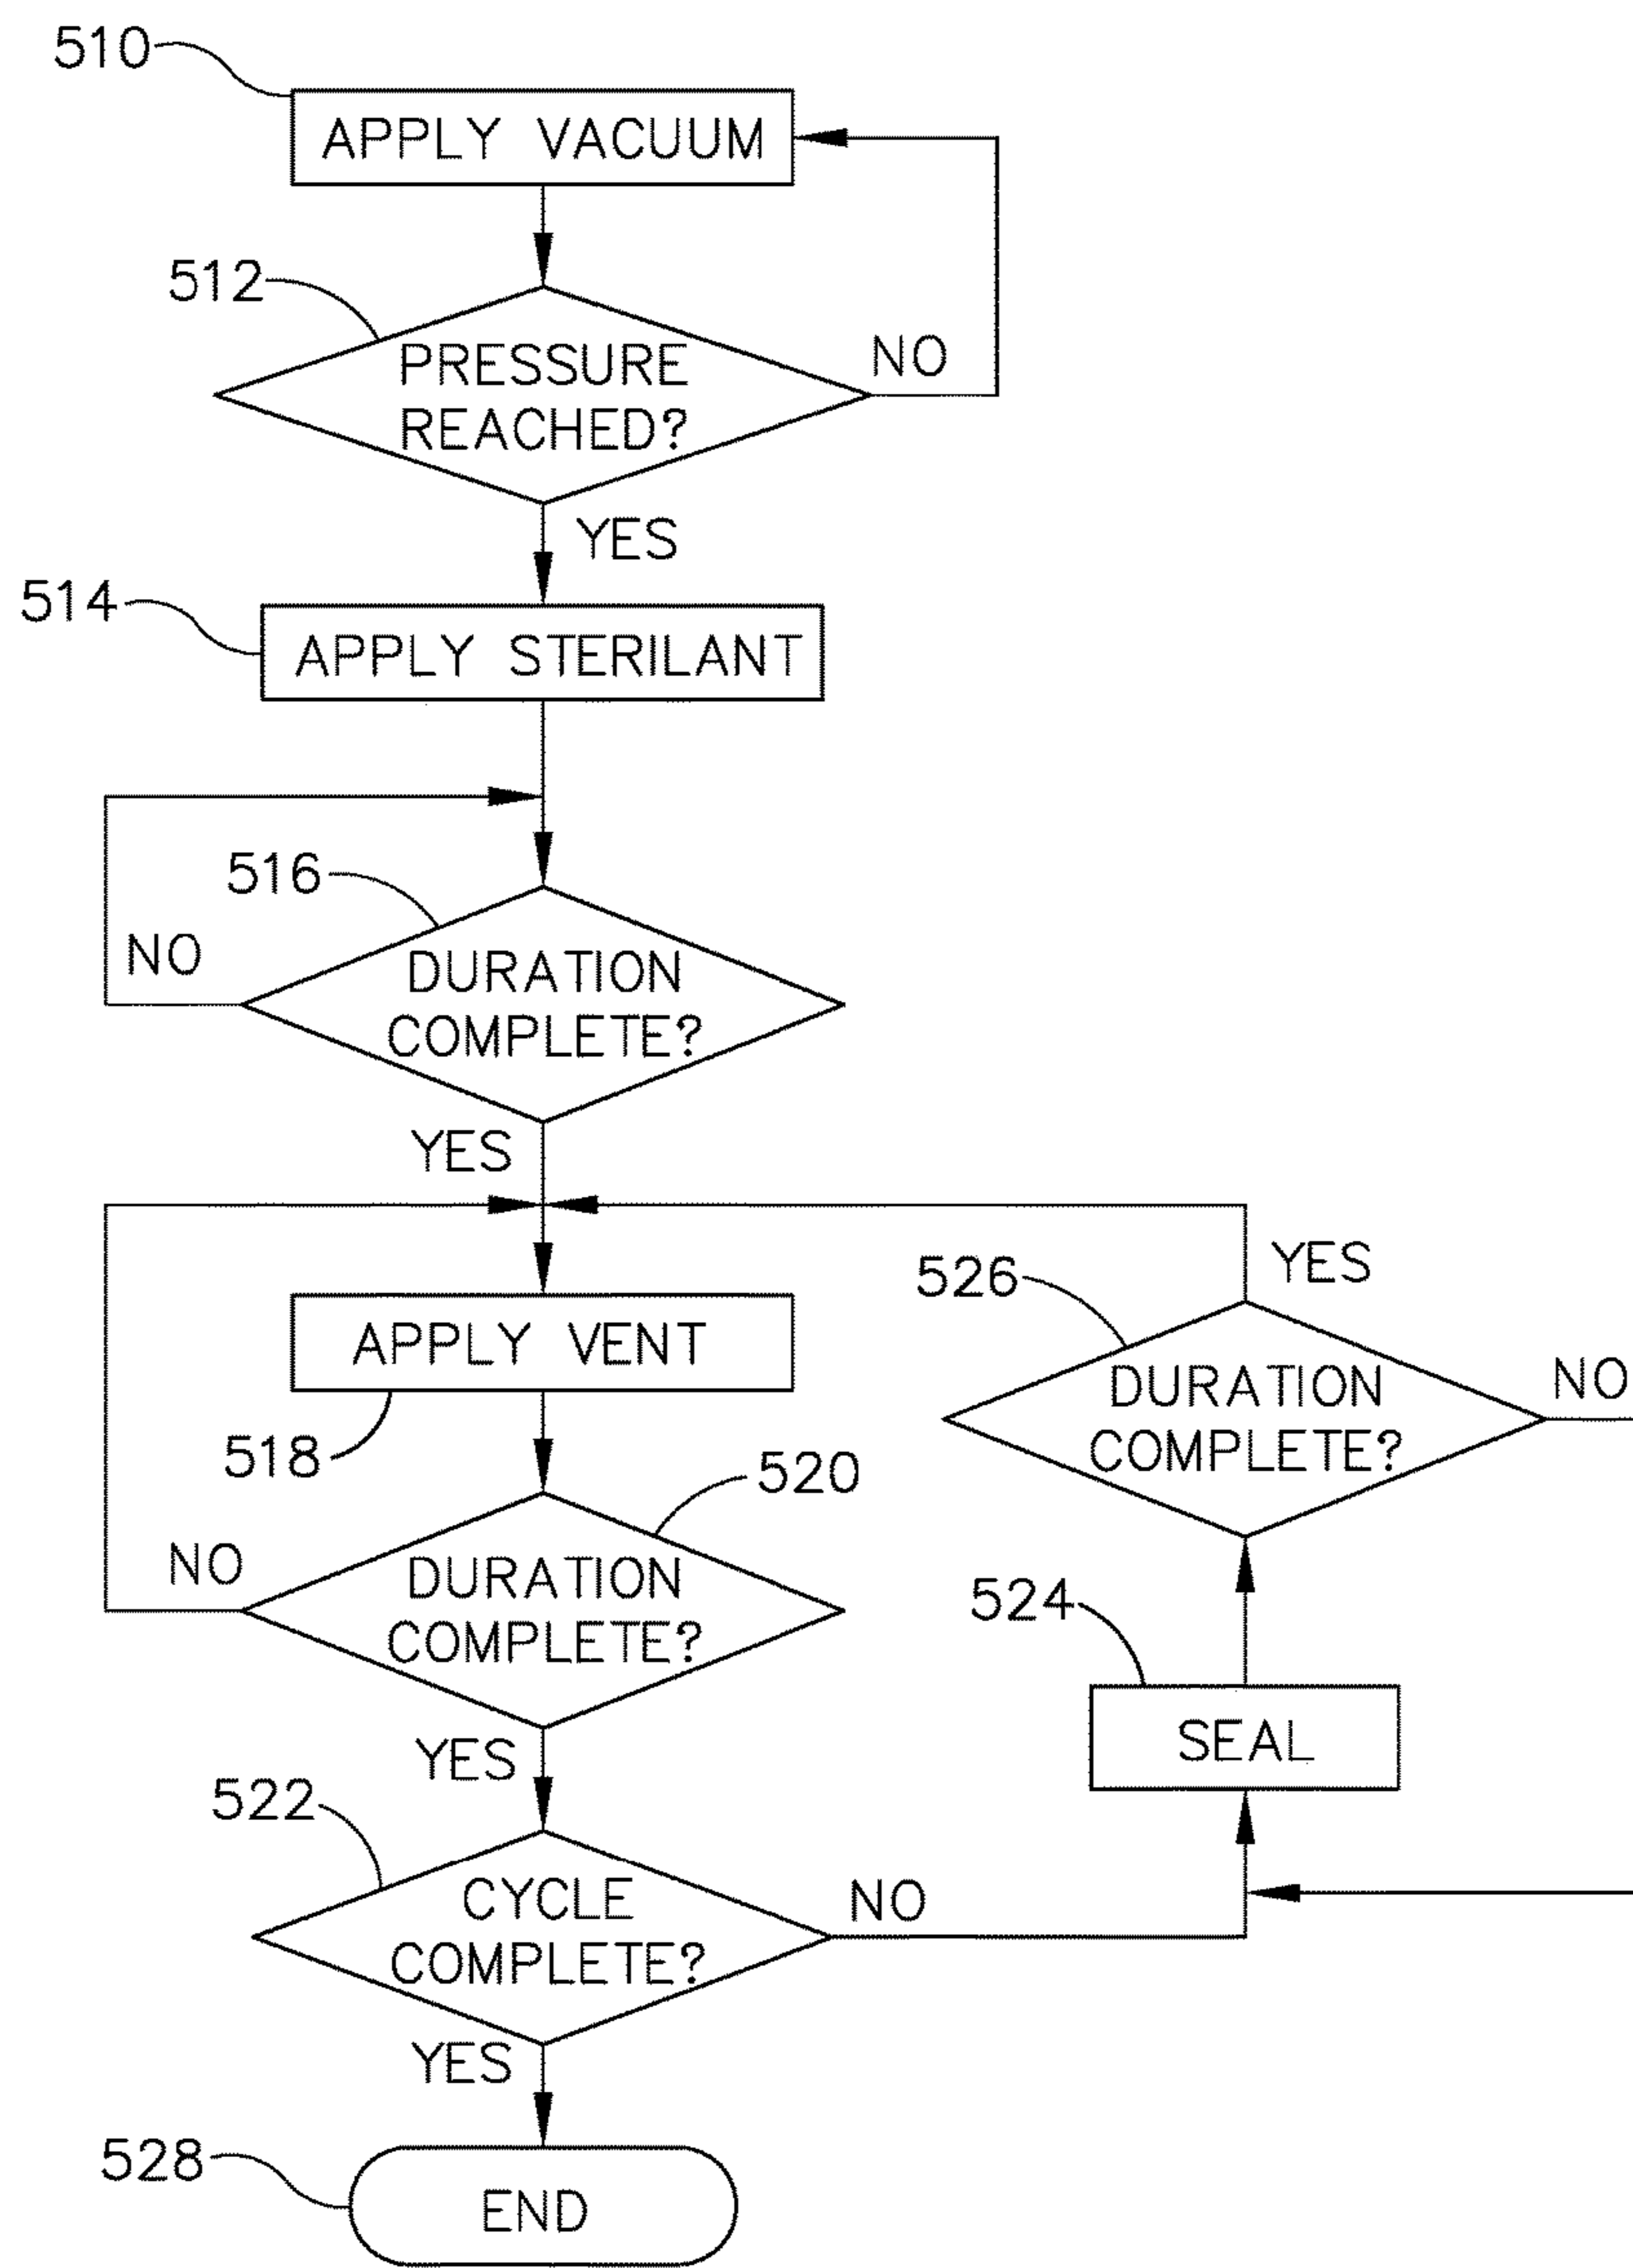 510
APPLY VACUUM
512
PRESSURE
REACHED?
NO
YES
514
APPLY STERILANT
516
NO
DURATION
COMPLETE?
YES
APPLY VENT
518
520
NO
DURATION
COMPLETE?
YES
522
CYCLE
COMPLETE?
NO
524
SEAL
526
DURATION
COMPLETE?
YES
NO
YES
528
END